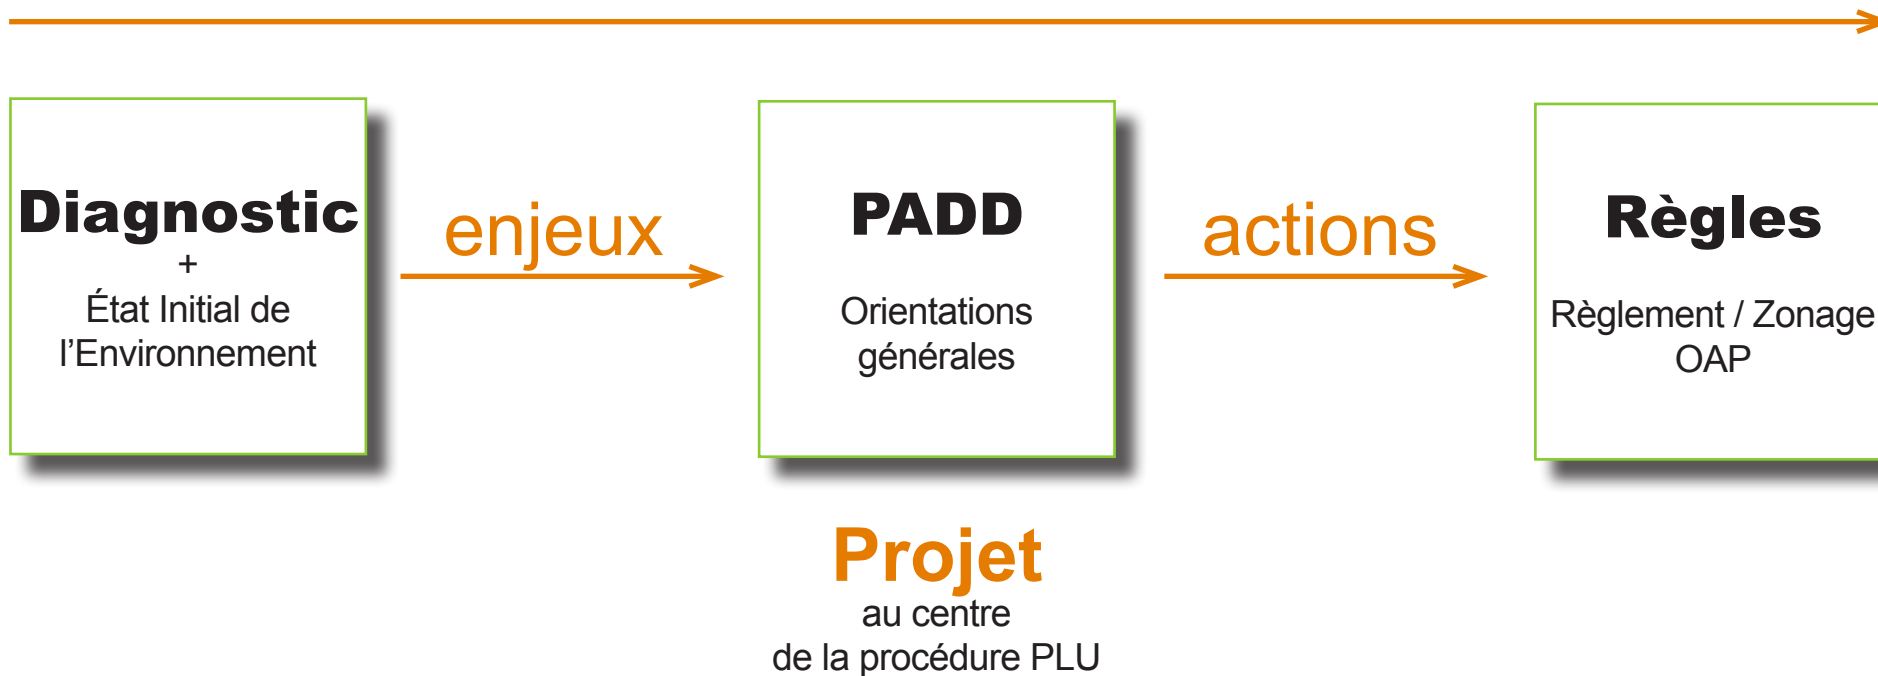 Diagnostic
+
État Initial de
l’Environnement
enjeux
PADD
Orientations
générales
actions
Règles
Règlement / Zonage
OAP
Projet
au centre
de la procédure PLU